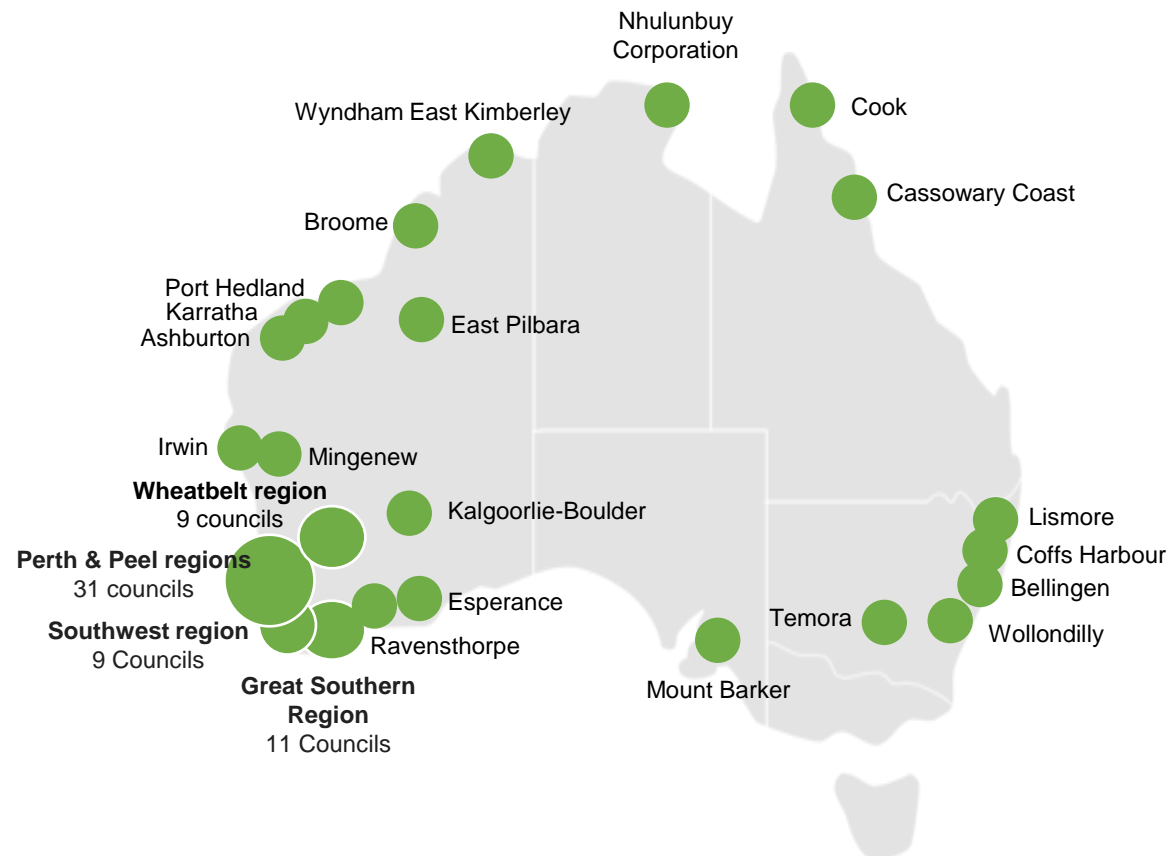 Nhulunbuy
Corporation
Wyndham East Kimberley
Cook
Cassowary Coast
Broome
Port Hedland
Karratha
Ashburton
East Pilbara
Irwin
Mingenew
Wheatbelt region
9 councils
Kalgoorlie-Boulder
Lismore
Coffs Harbour
Perth & Peel regions
31 councils
Bellingen
Esperance
Temora
Wollondilly
Southwest region
9 Councils
Ravensthorpe
Mount Barker
Great Southern
Region
11 Councils